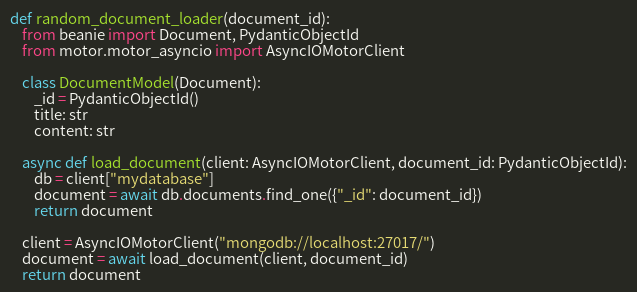 def random_document_loader(document_id):
    from beanie import Document, PydanticObjectId
    from motor.motor_asyncio import AsyncIOMotorClient

    class DocumentModel(Document):
        _id = PydanticObjectId()
        title: str
        content: str

    async def load_document(client: AsyncIOMotorClient, document_id: PydanticObjectId):
        db = client["mydatabase"]
        document = await db.documents.find_one({"_id": document_id})
        return document

    client = AsyncIOMotorClient("mongodb://localhost:27017/")
    document = await load_document(client, document_id)
    return document